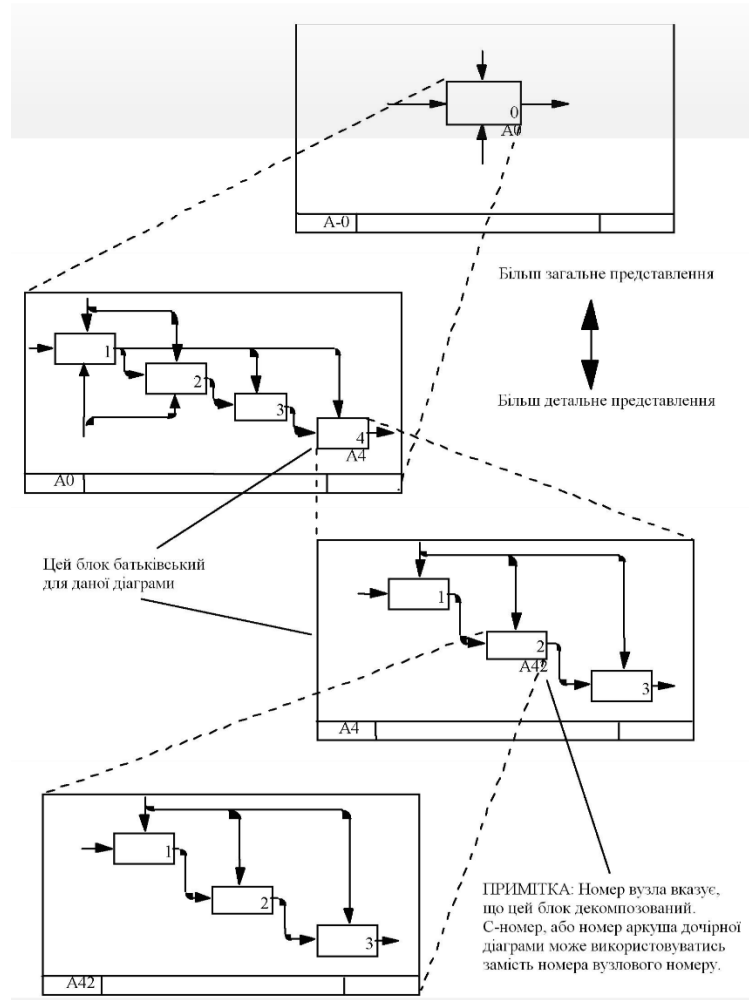 0
A0
A-0
Більш загальне представлення
Більш детальне представлення
1
2
3
4
A4
A0
Цей блок батьківський
для даної діаграми
1
2
A42
3
A4
1
2
3
A42
ПРИМІТКА: Номер вузла вказує,
що цей блок декомпозований.
С-номер, або номер аркуша дочірної
діаграми може використовуватись
замість номера вузлового номеру.